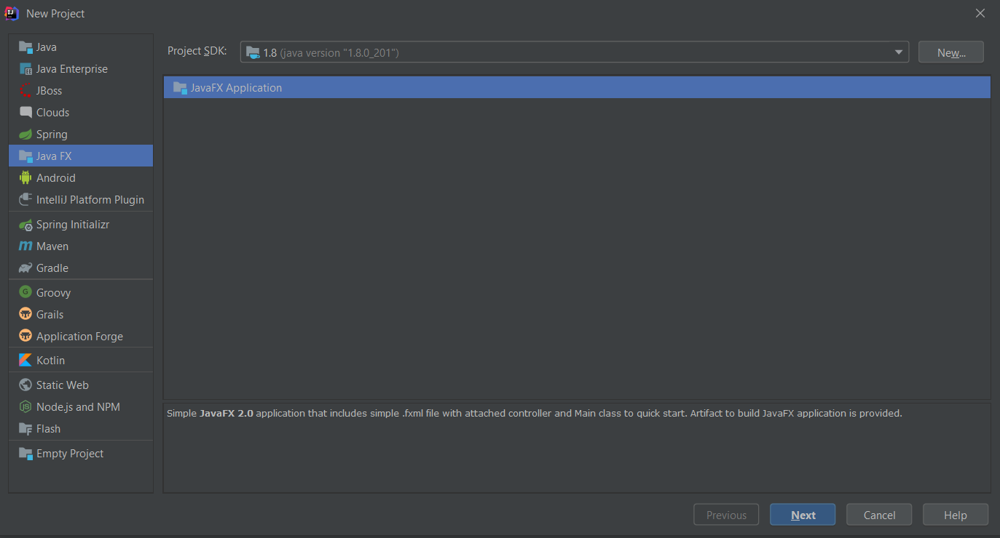 New Project
Java
Java Enterprise
JBoss
Clouds
Spring
Java FX
Android
IntelliJ Platform Plugin
Spring Initializr
Maven
Gradle
Groovy
Grails
Application Forge
Kotlin
Static Web
Node.js and NPM
Flash
Empty Project
Project SDK: 1.8 (java version "1.8.0_201") New...
JavaFX Application
Simple JavaFX 2.0 application that includes simple .fxml file with attached controller and Main class to quick start. Artifact to build JavaFX application is provided.
Previous Next Cancel Help